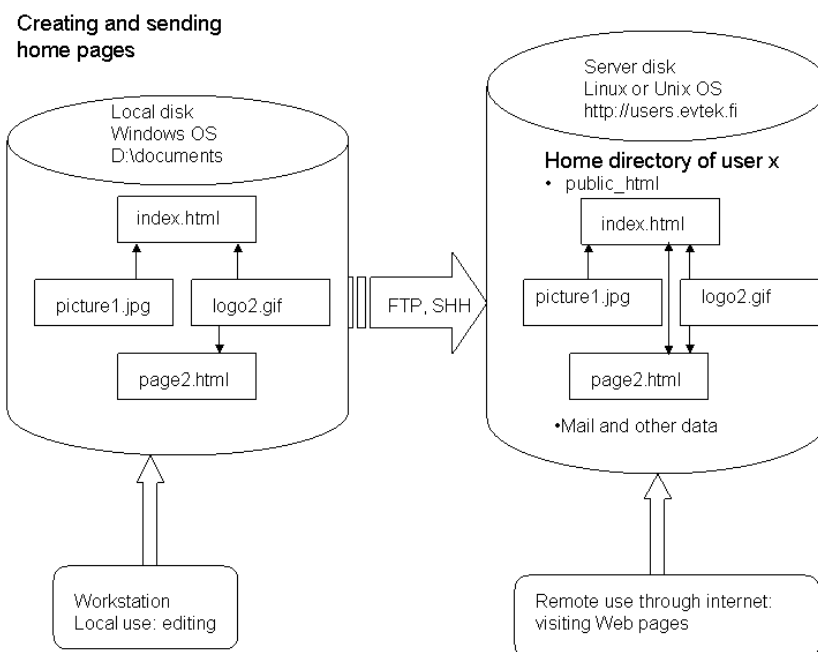 Creating and sending
home pages
Local disk
Windows OS
D:\documents
index.html
picture1.jpg
logo2.gif
page2.html
Workstation
Local use: editing
FTP, SHH
Server disk
Linux or Unix OS
http://users.evtek.fi
Home directory of user x
• public_html
index.html
picture1.jpg
logo2.gif
page2.html
•Mail and other data
Remote use through internet:
visiting Web pages